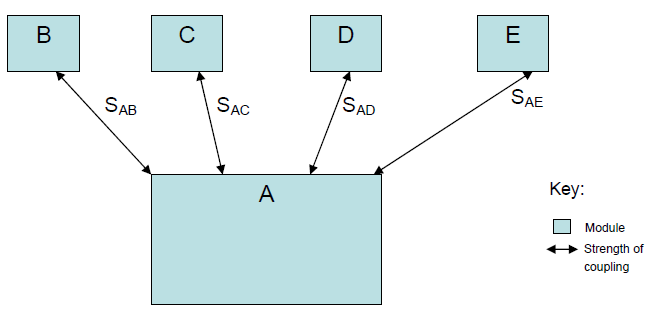 B
C
D
E
SAB
SAC
SAD
SAE
A
Key:
Module
Strength of
coupling